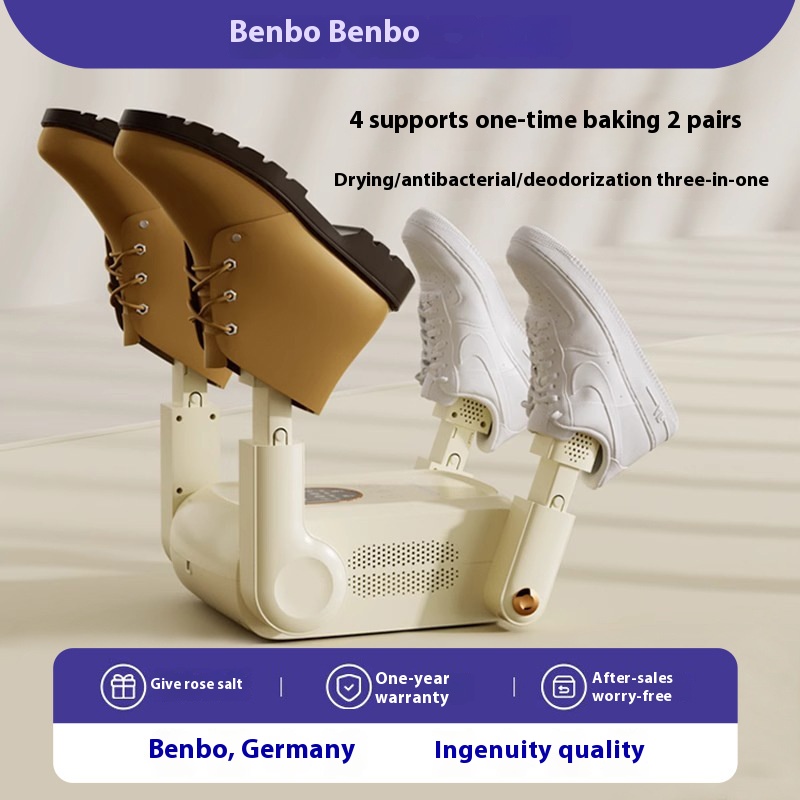 Benbo Benbo
4 supports one-time baking 2 pairs
Drying/antibacterial/deodorization three-in-one
Give rose salt
One-year
warranty
After-sales
worry-free
Benbo, Germany
Ingenuity quality